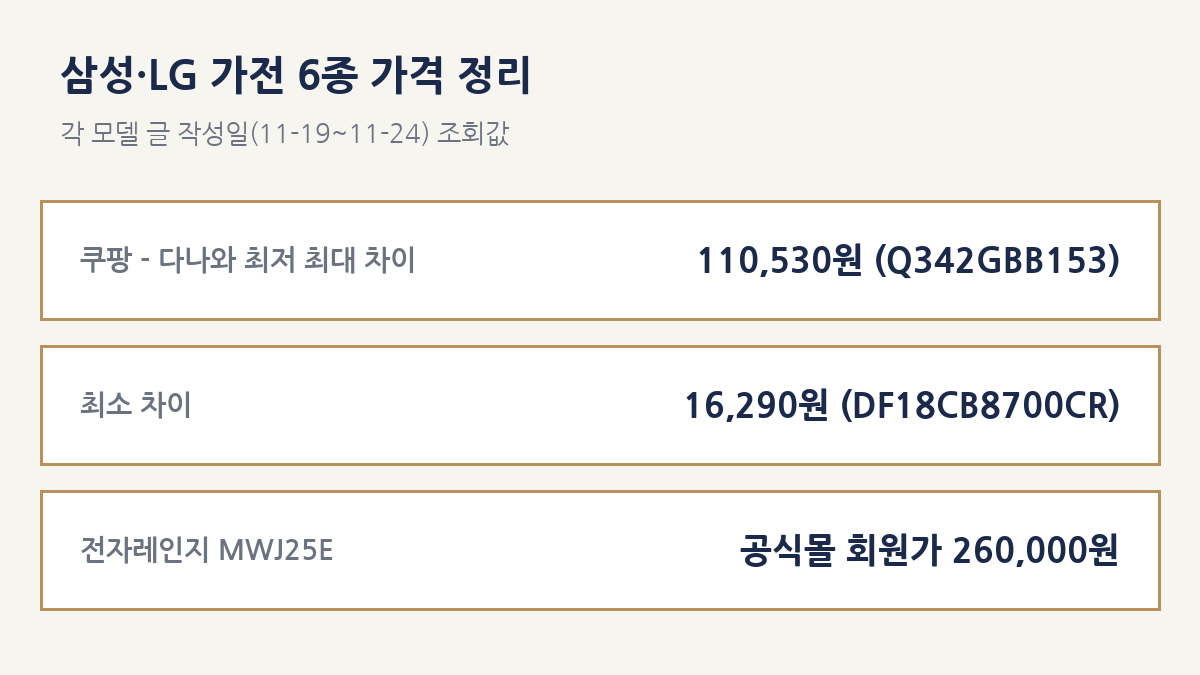 삼성·LG 가전 6종 가격 정리
각 모델 글 작성일(11-19~11-24) 조회값
쿠팡 - 다나와 최저 최대 차이 110,530원 (Q342GBB153)
최소 차이 16,290원 (DF18CB8700CR)
전자레인지 MWJ25E 공식몰 회원가 260,000원